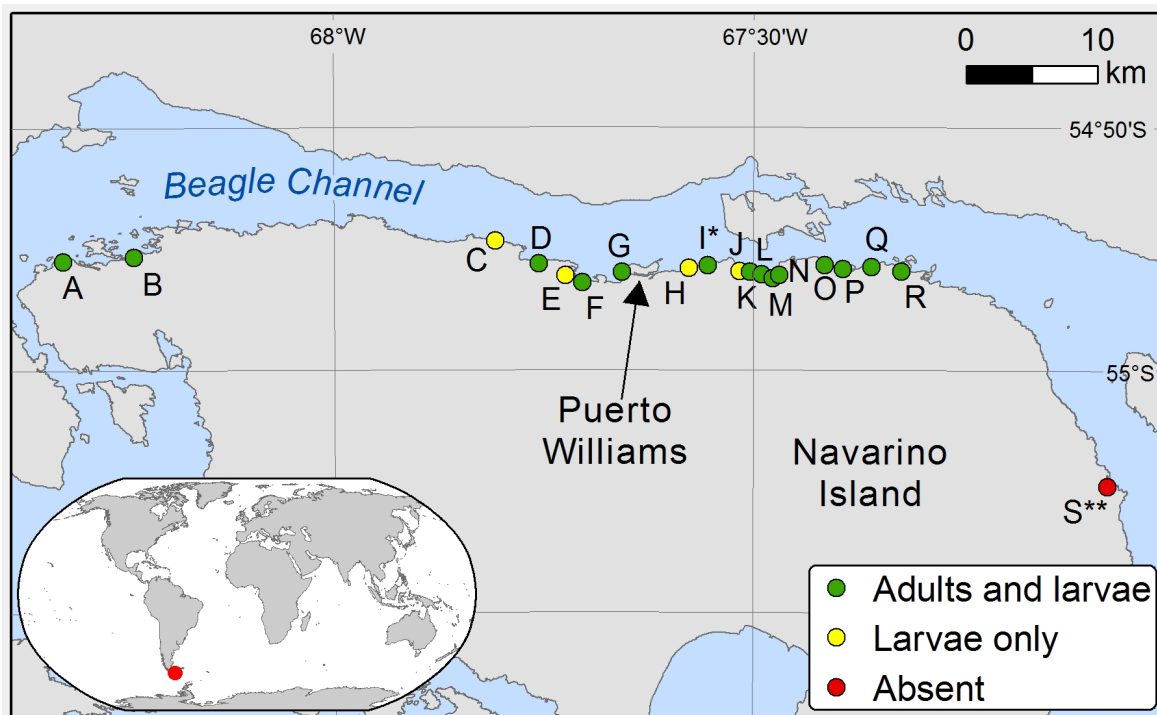 68°W
67°30'W
0 10
km
54°50'S
Beagle Channel
A
B
C
D
E
F
G
H
I*
J
K
L
M
N
O
P
Q
R
55°S
Puerto
Williams
Navarino
Island
S**
Adults and larvae
Larvae only
Absent